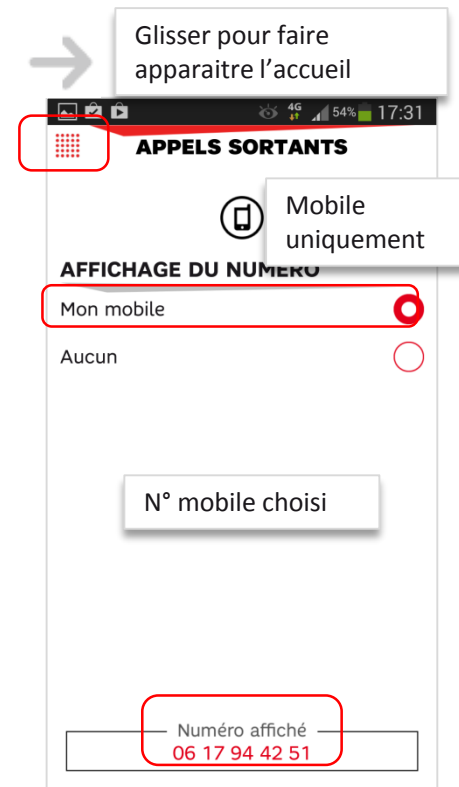 Glisser pour faire
apparaitre l’accueil
4G 54% 17:31
APPELS SORTANTS
Mobile
uniquement
AFFICHAGE DU NUMÉRO
Mon mobile
Aucun
N° mobile choisi
Numéro affiché
06 17 94 42 51